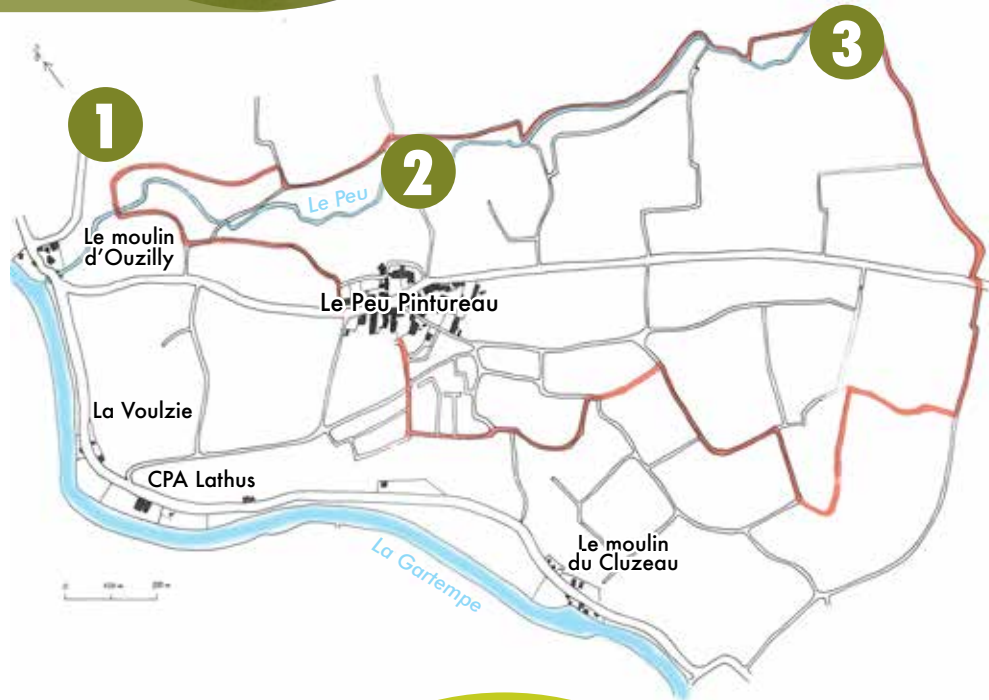 1
2
3
Le Peu
Le moulin
d'Ouzilly
Le Peu Pintureau
La Voulzie
CPA Lathus
Le moulin
du Cluzeau
La Gartempe
0